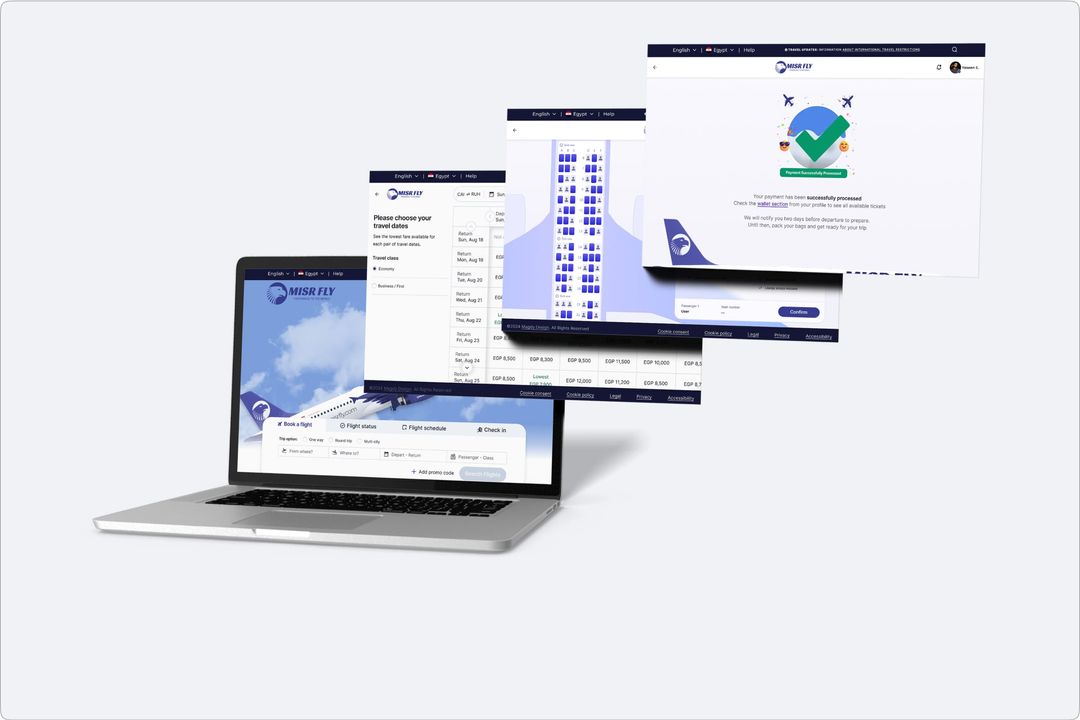 English | Egypt | Help
TRAVEL UPDATES: INFORMATION ABOUT INTERNATIONAL TRAVEL RESTRICTIONS
MISR FLY
Payment Successfully Processed
Your payment has been successfully processed
Check the wallet section from your profile to see all available tickets
We will notify you two days before departure to prepare.
Until then, pack your bags and get ready for your trip
English | Egypt | Help
MISR FLY
Passenger 1
User
Seat number
Confirm
©2024 Magdy Design. All Rights Reserved
Cookie consent Cookie policy Legal Privacy Accessibility
English | Egypt | Help
MISR FLY
CAI ⇌ RUH
Please choose your
travel dates
See the lowest fare available for
each pair of travel dates.
Travel class
Economy
Business / First
Return
Sun, Aug 18
Return
Mon, Aug 19
Return
Tue, Aug 20
Return
Wed, Aug 21
Return
Thu, Aug 22
Return
Fri, Aug 23
Return
Sat, Aug 24
EGP 8,500 EGP 8,300 EGP 9,500 EGP 11,500 EGP 10,000
Return
Sun, Aug 25
EGP 8,500 Lowest EGP 12,000 EGP 11,200 EGP 8,500
©2024 Magdy Design. All Rights Reserved
Cookie consent Cookie policy Legal Privacy Accessibility
English | Egypt | Help
MISR FLY
Book a flight Flight status Flight schedule Check in
Trip option: One way Round trip Multi city
From where? Where to? Depart - Return Passenger - Class
+ Add promo code Search Flights